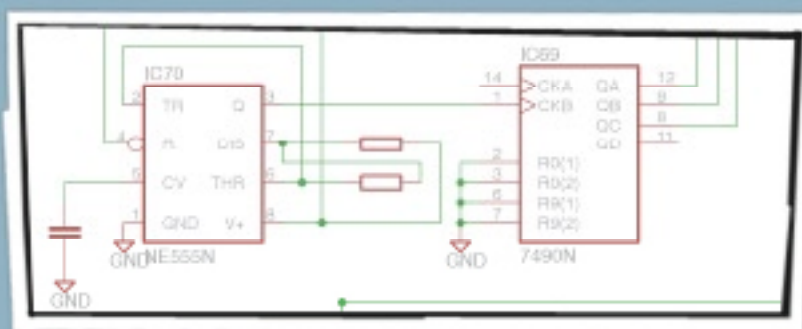 IC70
2 TR Q 3
4 R DIS 7
5 CV THR 6
1 GND V+ 8
GND NE555N
GND
IC69
14 CKA QA 12
1 CKB QB 9
QC 8
QD 11
2 R0(1)
3 R0(2)
6 R9(1)
7 R9(2)
GND 7490N